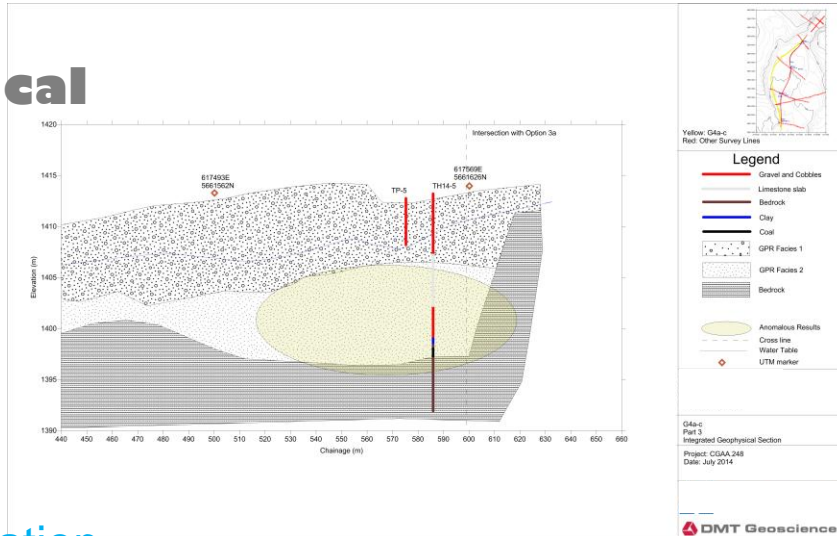 cal
1420
1415
1410
1405
1400
1395
1390
Elevation (m)
Intersection with Option 3a
617493E
5661562N
617569E
5661626N
TP-5
TH14-5
440 450 460 470 480 490 500 510 520 530 540 550 560 570 580 590 600 610 620 630 640 650 660
Chainage (m)
Yellow: G4a-c
Red: Other Survey Lines
Legend
Gravel and Cobbles
Limestone slab
Bedrock
Clay
Coal
GPR Facies 1
GPR Facies 2
Bedrock
Anomalous Results
Cross line
Water Table
UTM marker
G4a-c
Part 3
Integrated Geophysical Section
Project: CGAA.248
Date: July 2014
DMT Geoscience